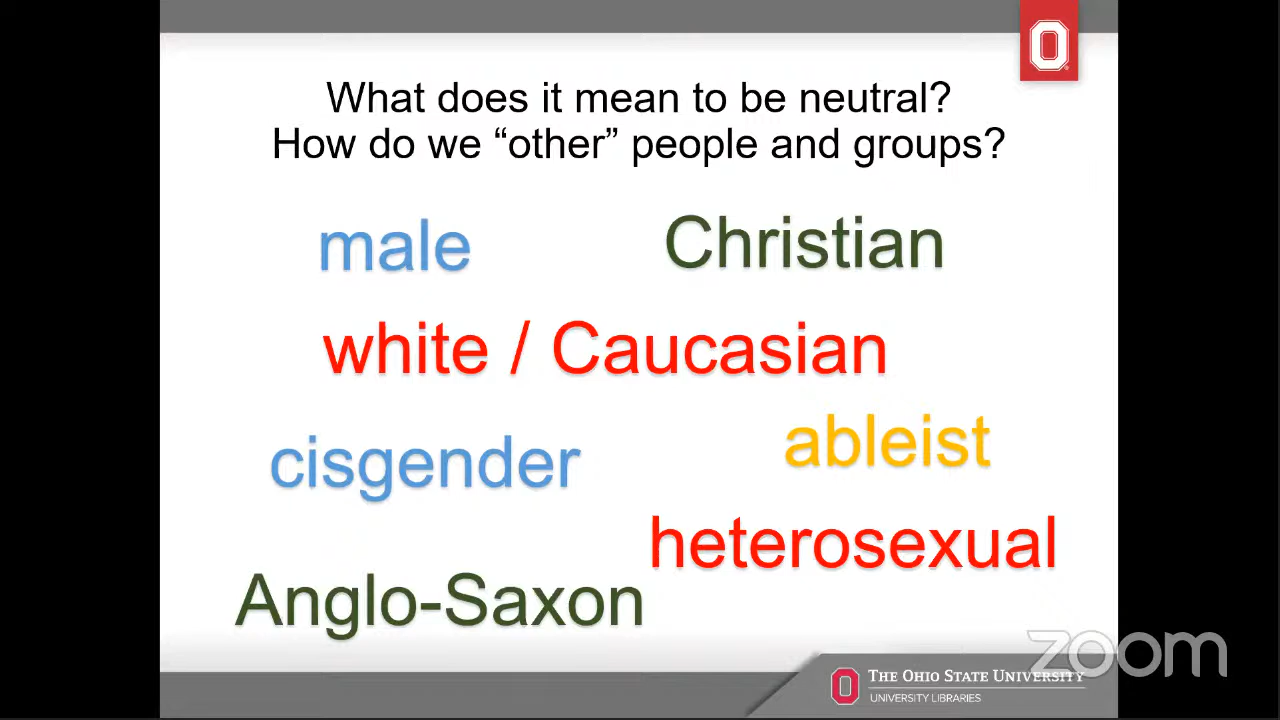 What does it mean to be neutral?
How do we “other” people and groups?
male
Christian
white / Caucasian
ableist
cisgender
heterosexual
Anglo-Saxon
zoom
THE OHIO STATE UNIVERSITY
UNIVERSITY LIBRARIES